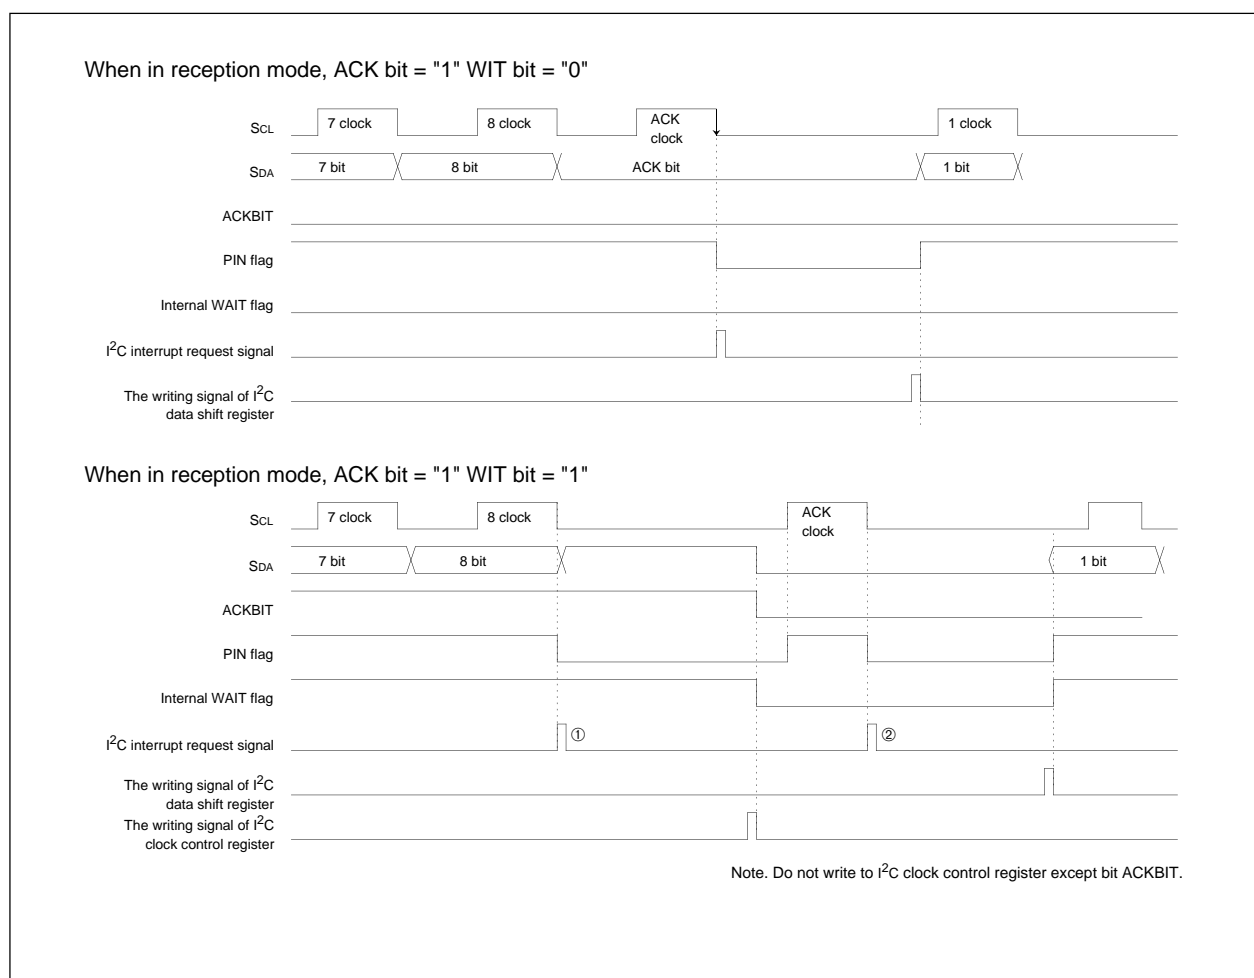 When in reception mode, ACK bit = "1" WIT bit = "0"
SCL
7 clock
8 clock
ACK
clock
1 clock
SDA
7 bit
8 bit
ACK bit
1 bit
ACKBIT
PIN flag
Internal WAIT flag
I2C interrupt request signal
The writing signal of I2C
data shift register
When in reception mode, ACK bit = "1" WIT bit = "1"
SCL
7 clock
8 clock
ACK
clock
SDA
7 bit
8 bit
1 bit
ACKBIT
PIN flag
Internal WAIT flag
I2C interrupt request signal
①
②
The writing signal of I2C
data shift register
The writing signal of I2C
clock control register
Note. Do not write to I2C clock control register except bit ACKBIT.